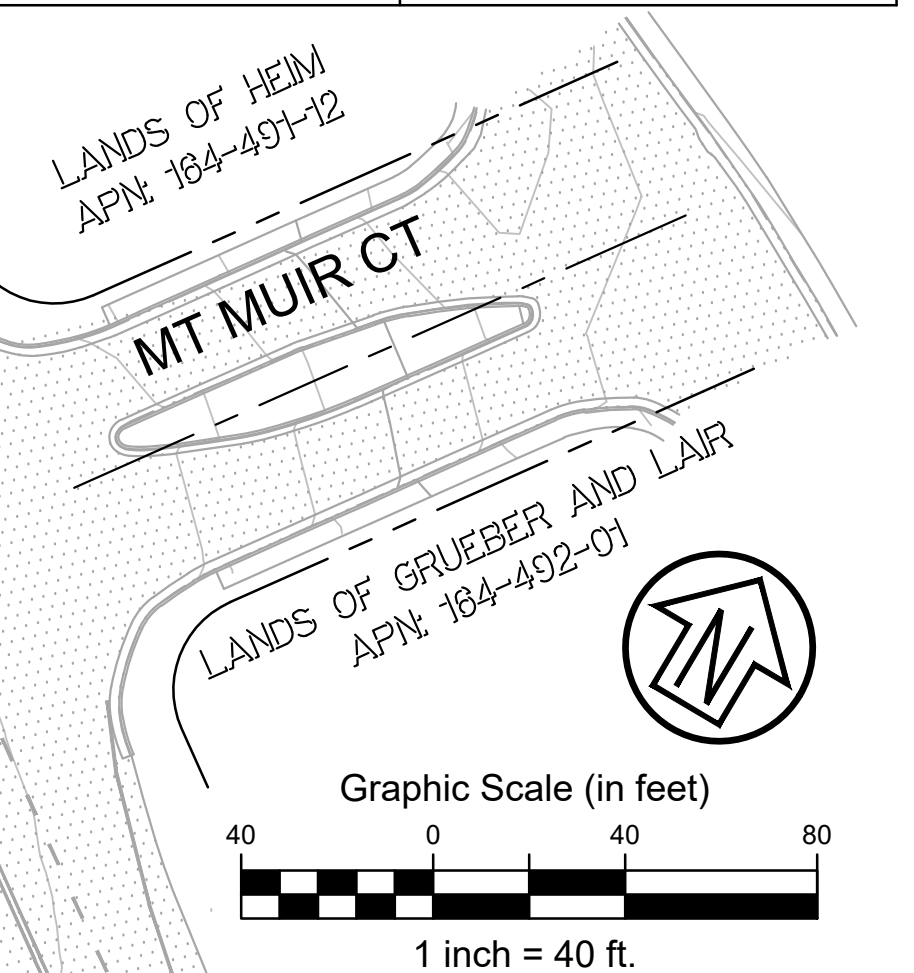 LANDS OF HEIM
APN: 164-491-12
MT MUIR CT
LANDS OF GRUEBER AND LAIR
APN: 164-492-01
N
Graphic Scale (in feet)
40 0 40 80
1 inch = 40 ft.